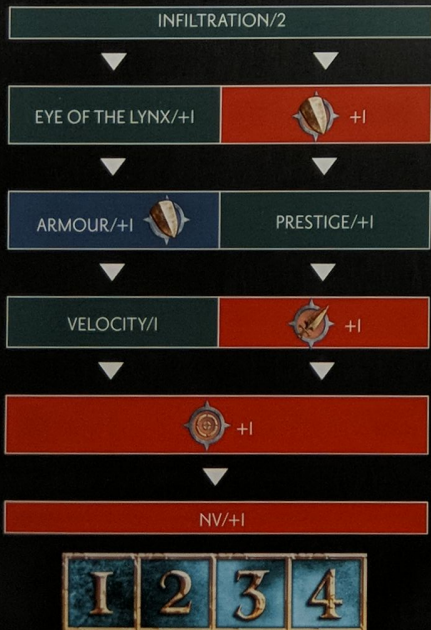 INFILTRATION/2
EYE OF THE LYNX/+1 +1
ARMOUR/+1 PRESTIGE/+1
VELOCITY/1 +1
+1
NV/+1
1 2 3 4